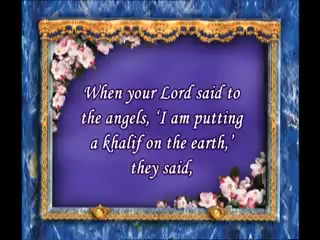 When your Lord said to
the angels, ‘I am putting
a khalif on the earth,’
they said,